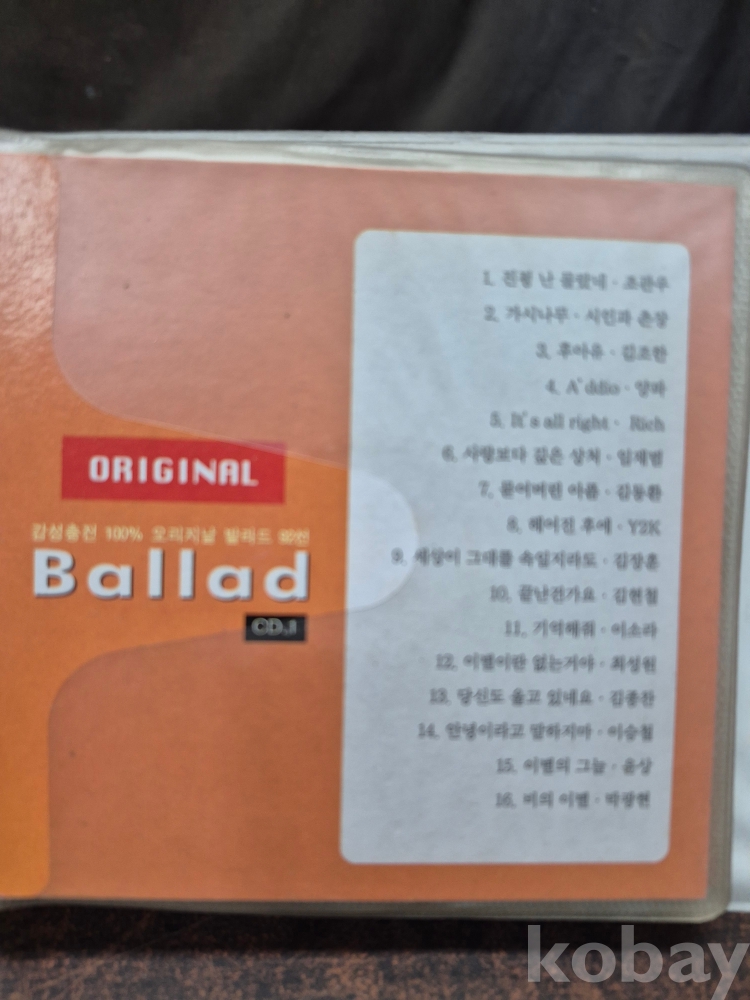 ORIGINAL
감성충전 100% 오리지날 발라드
Ballad
CD.1
1. 진정 난 몰랐네 · 조관우
2. 가시나무 · 시인과 촌장
3. 후아유 · 김조한
4. A'ddio · 양파
5. It's all right · Rich
6. 사랑보다 깊은 상처 · 임재범
7. 묻어버린 아픔 · 김동환
8. 헤어진 후에 · Y2K
9. 세상이 그대를 속일지라도 · 김장훈
10. 끝난건가요 · 김현철
11. 기억해줘 · 이소라
12. 이별이란 없는거야 · 최성원
13. 당신도 울고 있네요 · 김종찬
14. 안녕이라고 말하지마 · 이승철
15. 이별의 그늘 · 윤상
16. 비의 이별 · 박광현
kobay